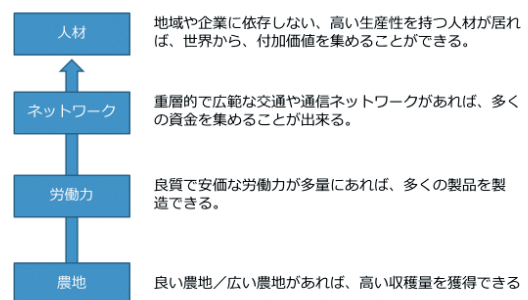 人材
地域や企業に依存しない、高い生産性を持つ人材が居れ
ば、世界から、付加価値を集めることができる。
ネットワーク
重層的で広範な交通や通信ネットワークがあれば、多く
の資金を集めることが出来る。
労働力
良質で安価な労働力が多量にあれば、多くの製品を製
造できる。
農地
良い農地／広い農地があれば、高い収穫量を獲得できる